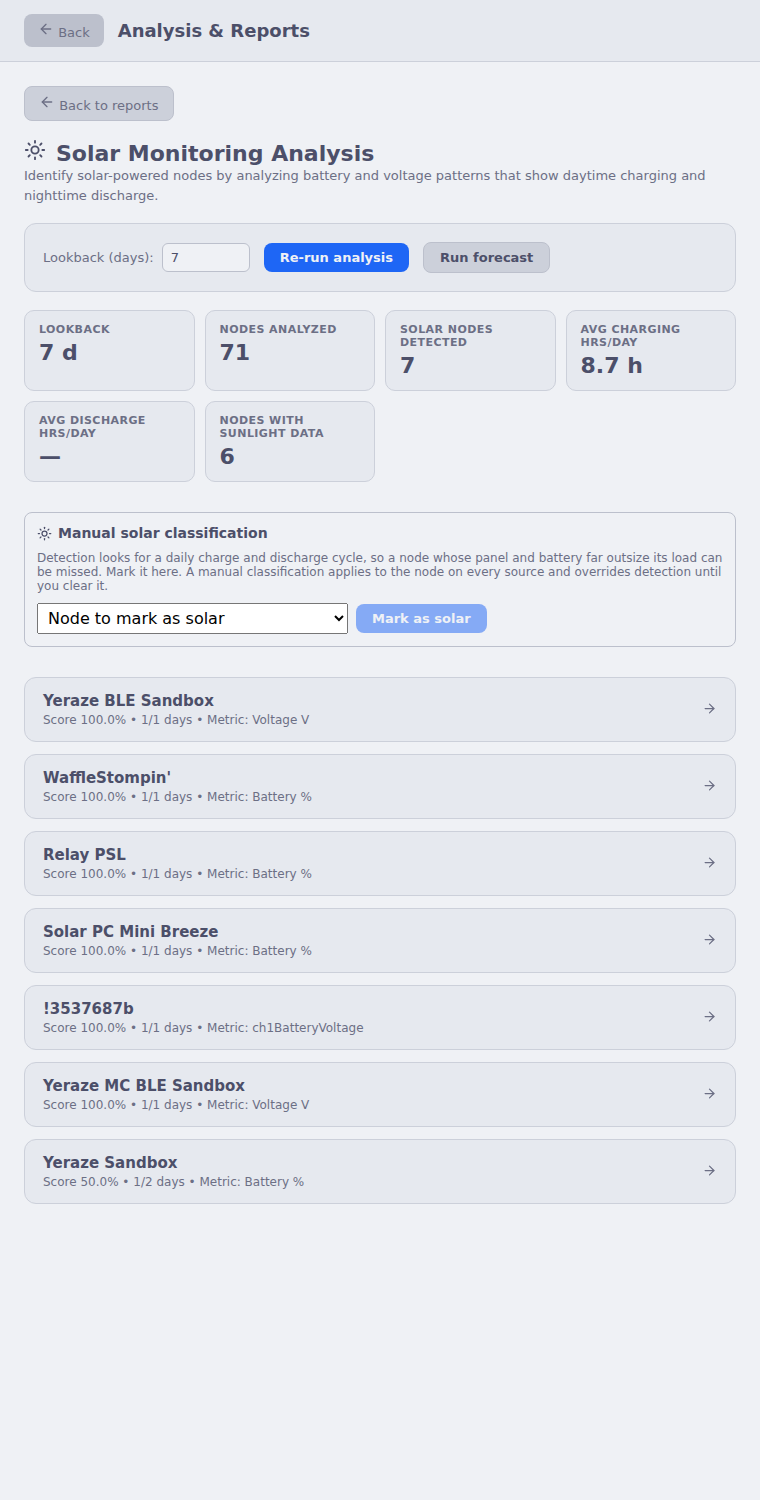 Back
Analysis & Reports
Back to reports
Solar Monitoring Analysis
Identify solar-powered nodes by analyzing battery and voltage patterns that show daytime charging and
nighttime discharge.
Lookback (days):
7
Re-run analysis
Run forecast
LOOKBACK
7 d
NODES ANALYZED
71
SOLAR NODES
DETECTED
7
AVG CHARGING
HRS/DAY
8.7 h
AVG DISCHARGE
HRS/DAY
—
NODES WITH
SUNLIGHT DATA
6
Manual solar classification
Detection looks for a daily charge and discharge cycle, so a node whose panel and battery far outsize its load can
be missed. Mark it here. A manual classification applies to the node on every source and overrides detection until
you clear it.
Node to mark as solar
Mark as solar
Yeraze BLE Sandbox
Score 100.0% • 1/1 days • Metric: Voltage V
WaffleStompin'
Score 100.0% • 1/1 days • Metric: Battery %
Relay PSL
Score 100.0% • 1/1 days • Metric: Battery %
Solar PC Mini Breeze
Score 100.0% • 1/1 days • Metric: Battery %
!3537687b
Score 100.0% • 1/1 days • Metric: ch1BatteryVoltage
Yeraze MC BLE Sandbox
Score 100.0% • 1/1 days • Metric: Voltage V
Yeraze Sandbox
Score 50.0% • 1/2 days • Metric: Battery %